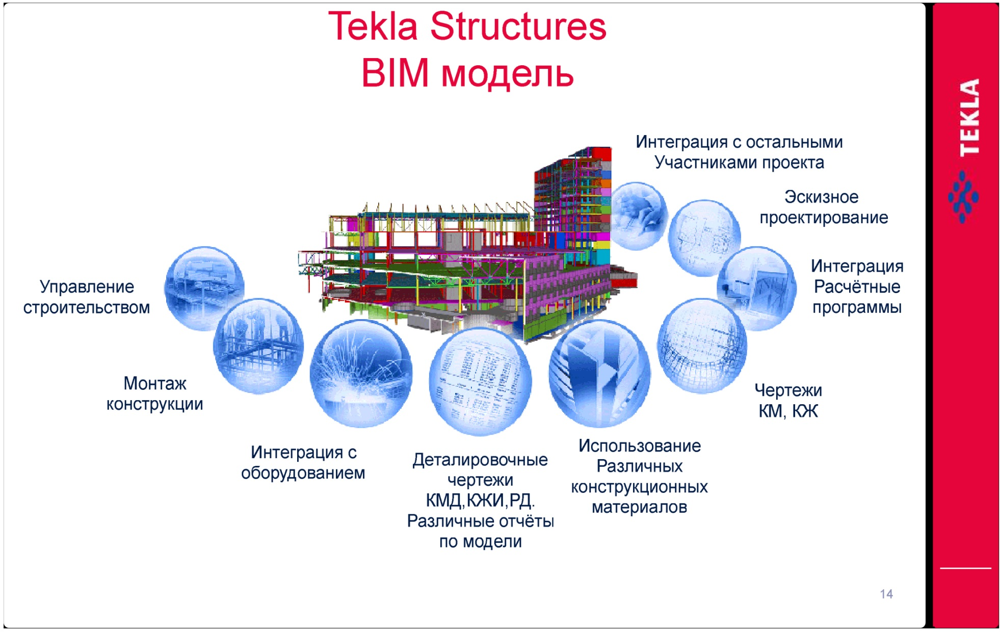 Tekla Structures
BIM модель
TEKLA
Интеграция с остальными
Участниками проекта
Эскизное
проектирование
Интеграция
Расчётные
программы
Управление
строительством
Монтаж
конструкции
Чертежи
КМ, КЖ
Интеграция с
оборудованием
Деталировочные
чертежи
КМД,КЖИ,РД.
Различные отчёты
по модели
Использование
Различных
конструкционных
материалов
14